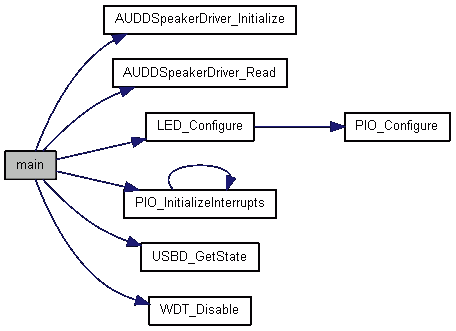 AUDDSpeakerDriver_Initialize
AUDDSpeakerDriver_Read
LED_Configure
PIO_Configure
main
PIO_InitializeInterrupts
USBD_GetState
WDT_Disable